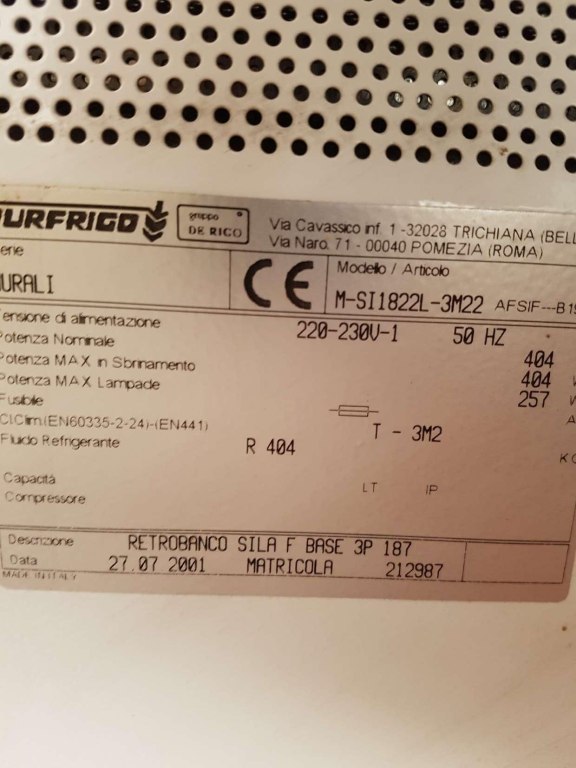 URFRIGO
gruppo
DE RICO
Via Cavassico inf. 1 -32028 TRICHIANA (BELL
Via Naro. 71 - 00040 POMEZIA (ROMA)
erie
URALI
CE
Modello / Articolo
M-SI1822L-3M22 AFSIF---B19
ensione di alimentazione
220-230V-1 50 HZ
Potenza Nominale
404
Potenza MAX in Sbrinamento
404 W
Potenza MAX Lampade
257 W
Fusibile
A
Cl.Clim.(EN60335-2-24)-(EN441)
T - 3M2
Fluido Refrigerante
R 404
KG
Capacità
LT IP
Compressore
Descrizione RETROBANCO SILA F BASE 3P 187
Data 27.07 2001 MATRICOLA 212987
MADE IN ITALY